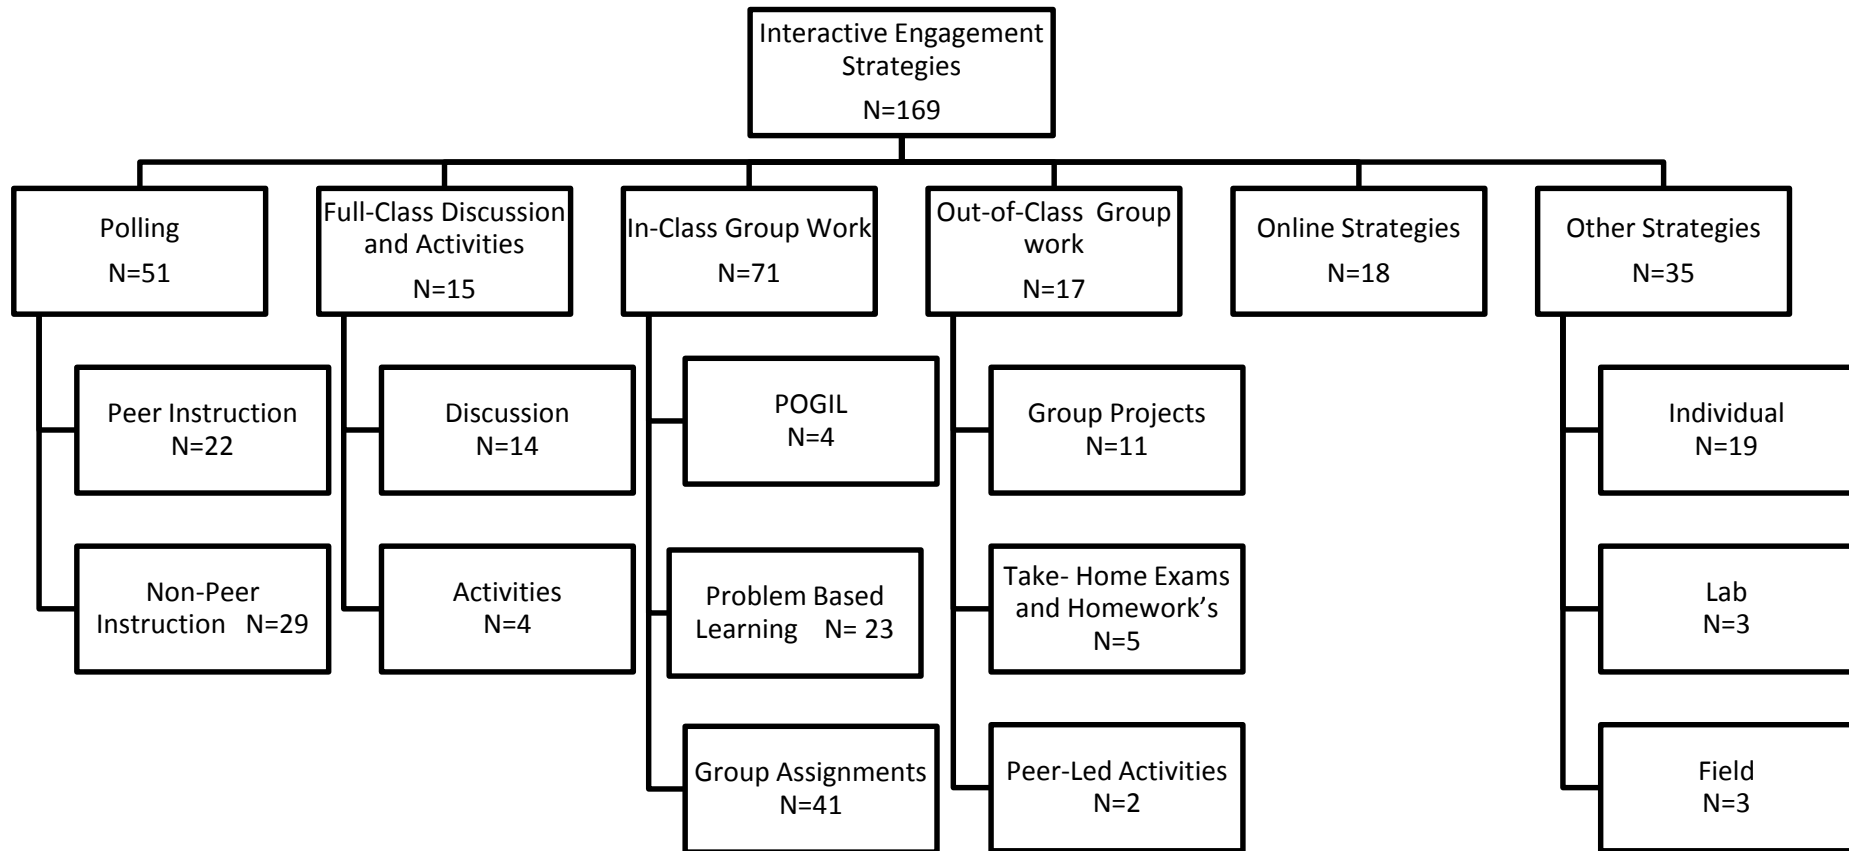 Interactive Engagement
Strategies
N=169
Polling
N=51
Full-Class Discussion
and Activities
N=15
In-Class Group Work
N=71
Out-of-Class  Group
work
N=17
Online Strategies
N=18
Other Strategies
N=35
Peer Instruction
N=22
Non-Peer
Instruction   N=29
Discussion
N=14
Activities
N=4
POGIL
N=4
Problem Based
Learning    N= 23
Group Assignments
N=41
Group Projects
N=11
Take- Home Exams
and Homework’s
N=5
Peer-Led Activities
N=2
Individual
N=19
Lab
N=3
Field
N=3